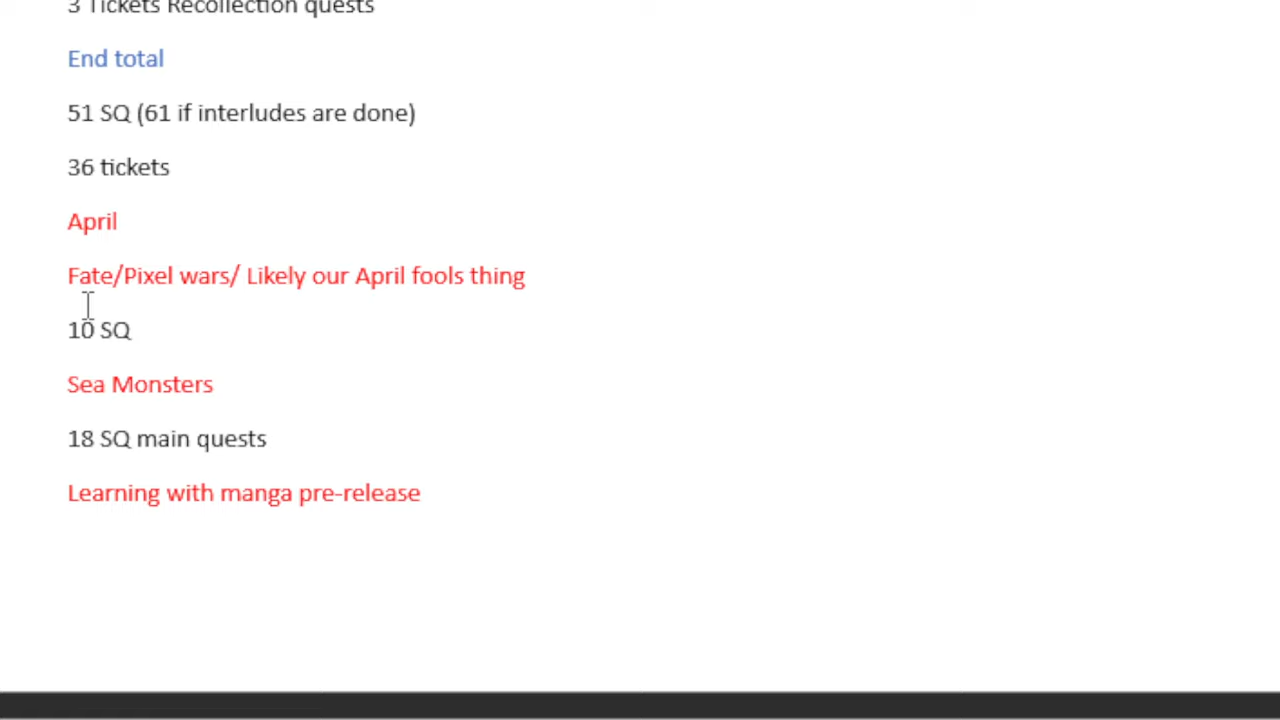 3 Tickets Recollection quests
End total
51 SQ (61 if interludes are done)
36 tickets
April
Fate/Pixel wars/ Likely our April fools thing
10 SQ
Sea Monsters
18 SQ main quests
Learning with manga pre-release